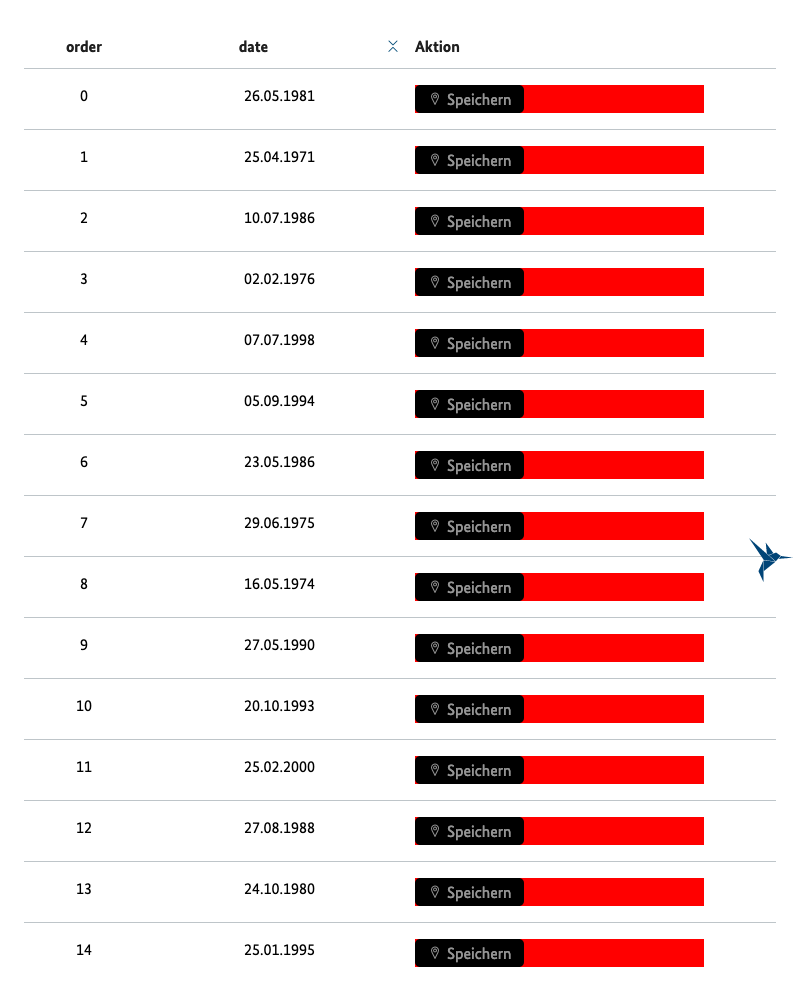 order date Aktion
0 26.05.1981 Speichern
1 25.04.1971 Speichern
2 10.07.1986 Speichern
3 02.02.1976 Speichern
4 07.07.1998 Speichern
5 05.09.1994 Speichern
6 23.05.1986 Speichern
7 29.06.1975 Speichern
8 16.05.1974 Speichern
9 27.05.1990 Speichern
10 20.10.1993 Speichern
11 25.02.2000 Speichern
12 27.08.1988 Speichern
13 24.10.1980 Speichern
14 25.01.1995 Speichern